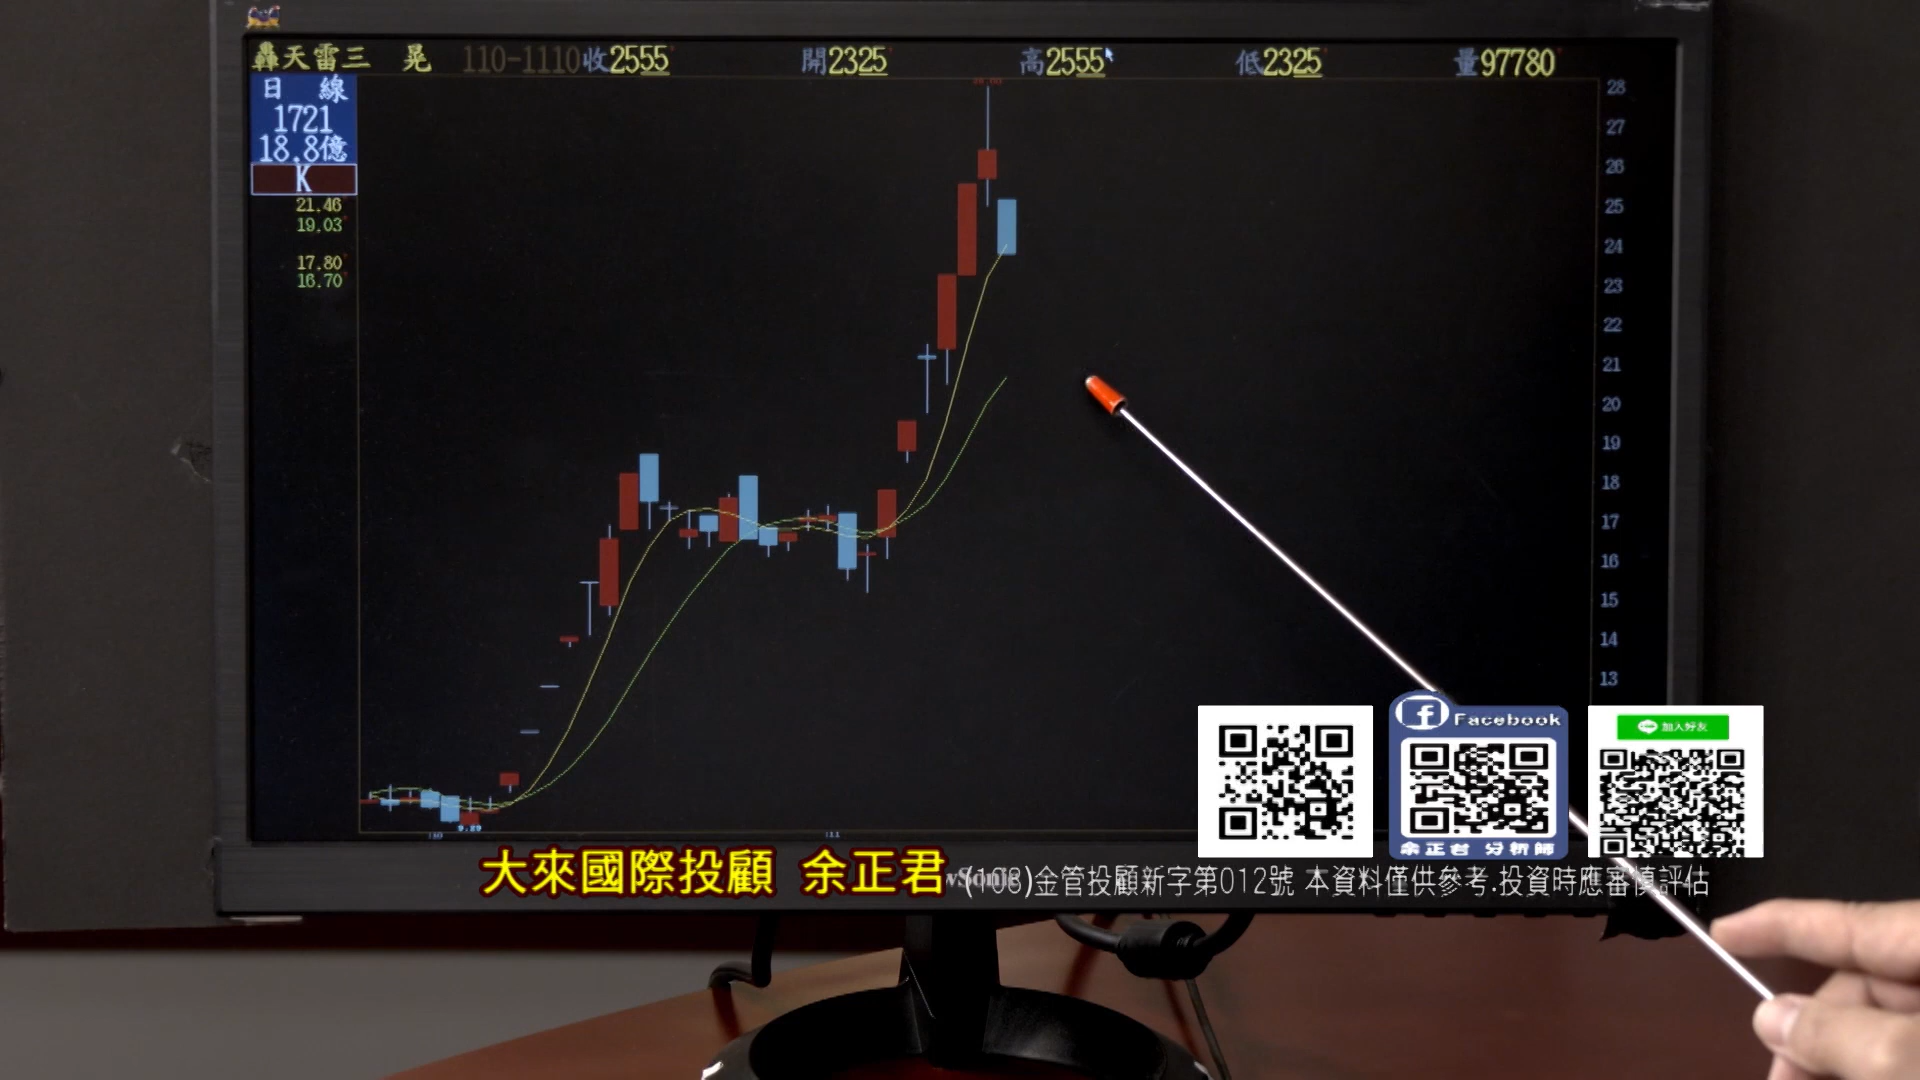 轟天雷三 晃 110-1110收2555 開2325 高2555 低2325 量97780
日 線
1721
18.8億
K
21.46
19.03
17.80
16.70
28
27
26
25
24
23
22
21
20
19
18
17
16
15
14
13
9.89
10
11
Facebook
余正君 分析師
加入好友
大來國際投顧 余正君
(108)金管投顧新字第012號 本資料僅供參考.投資時應審慎評估